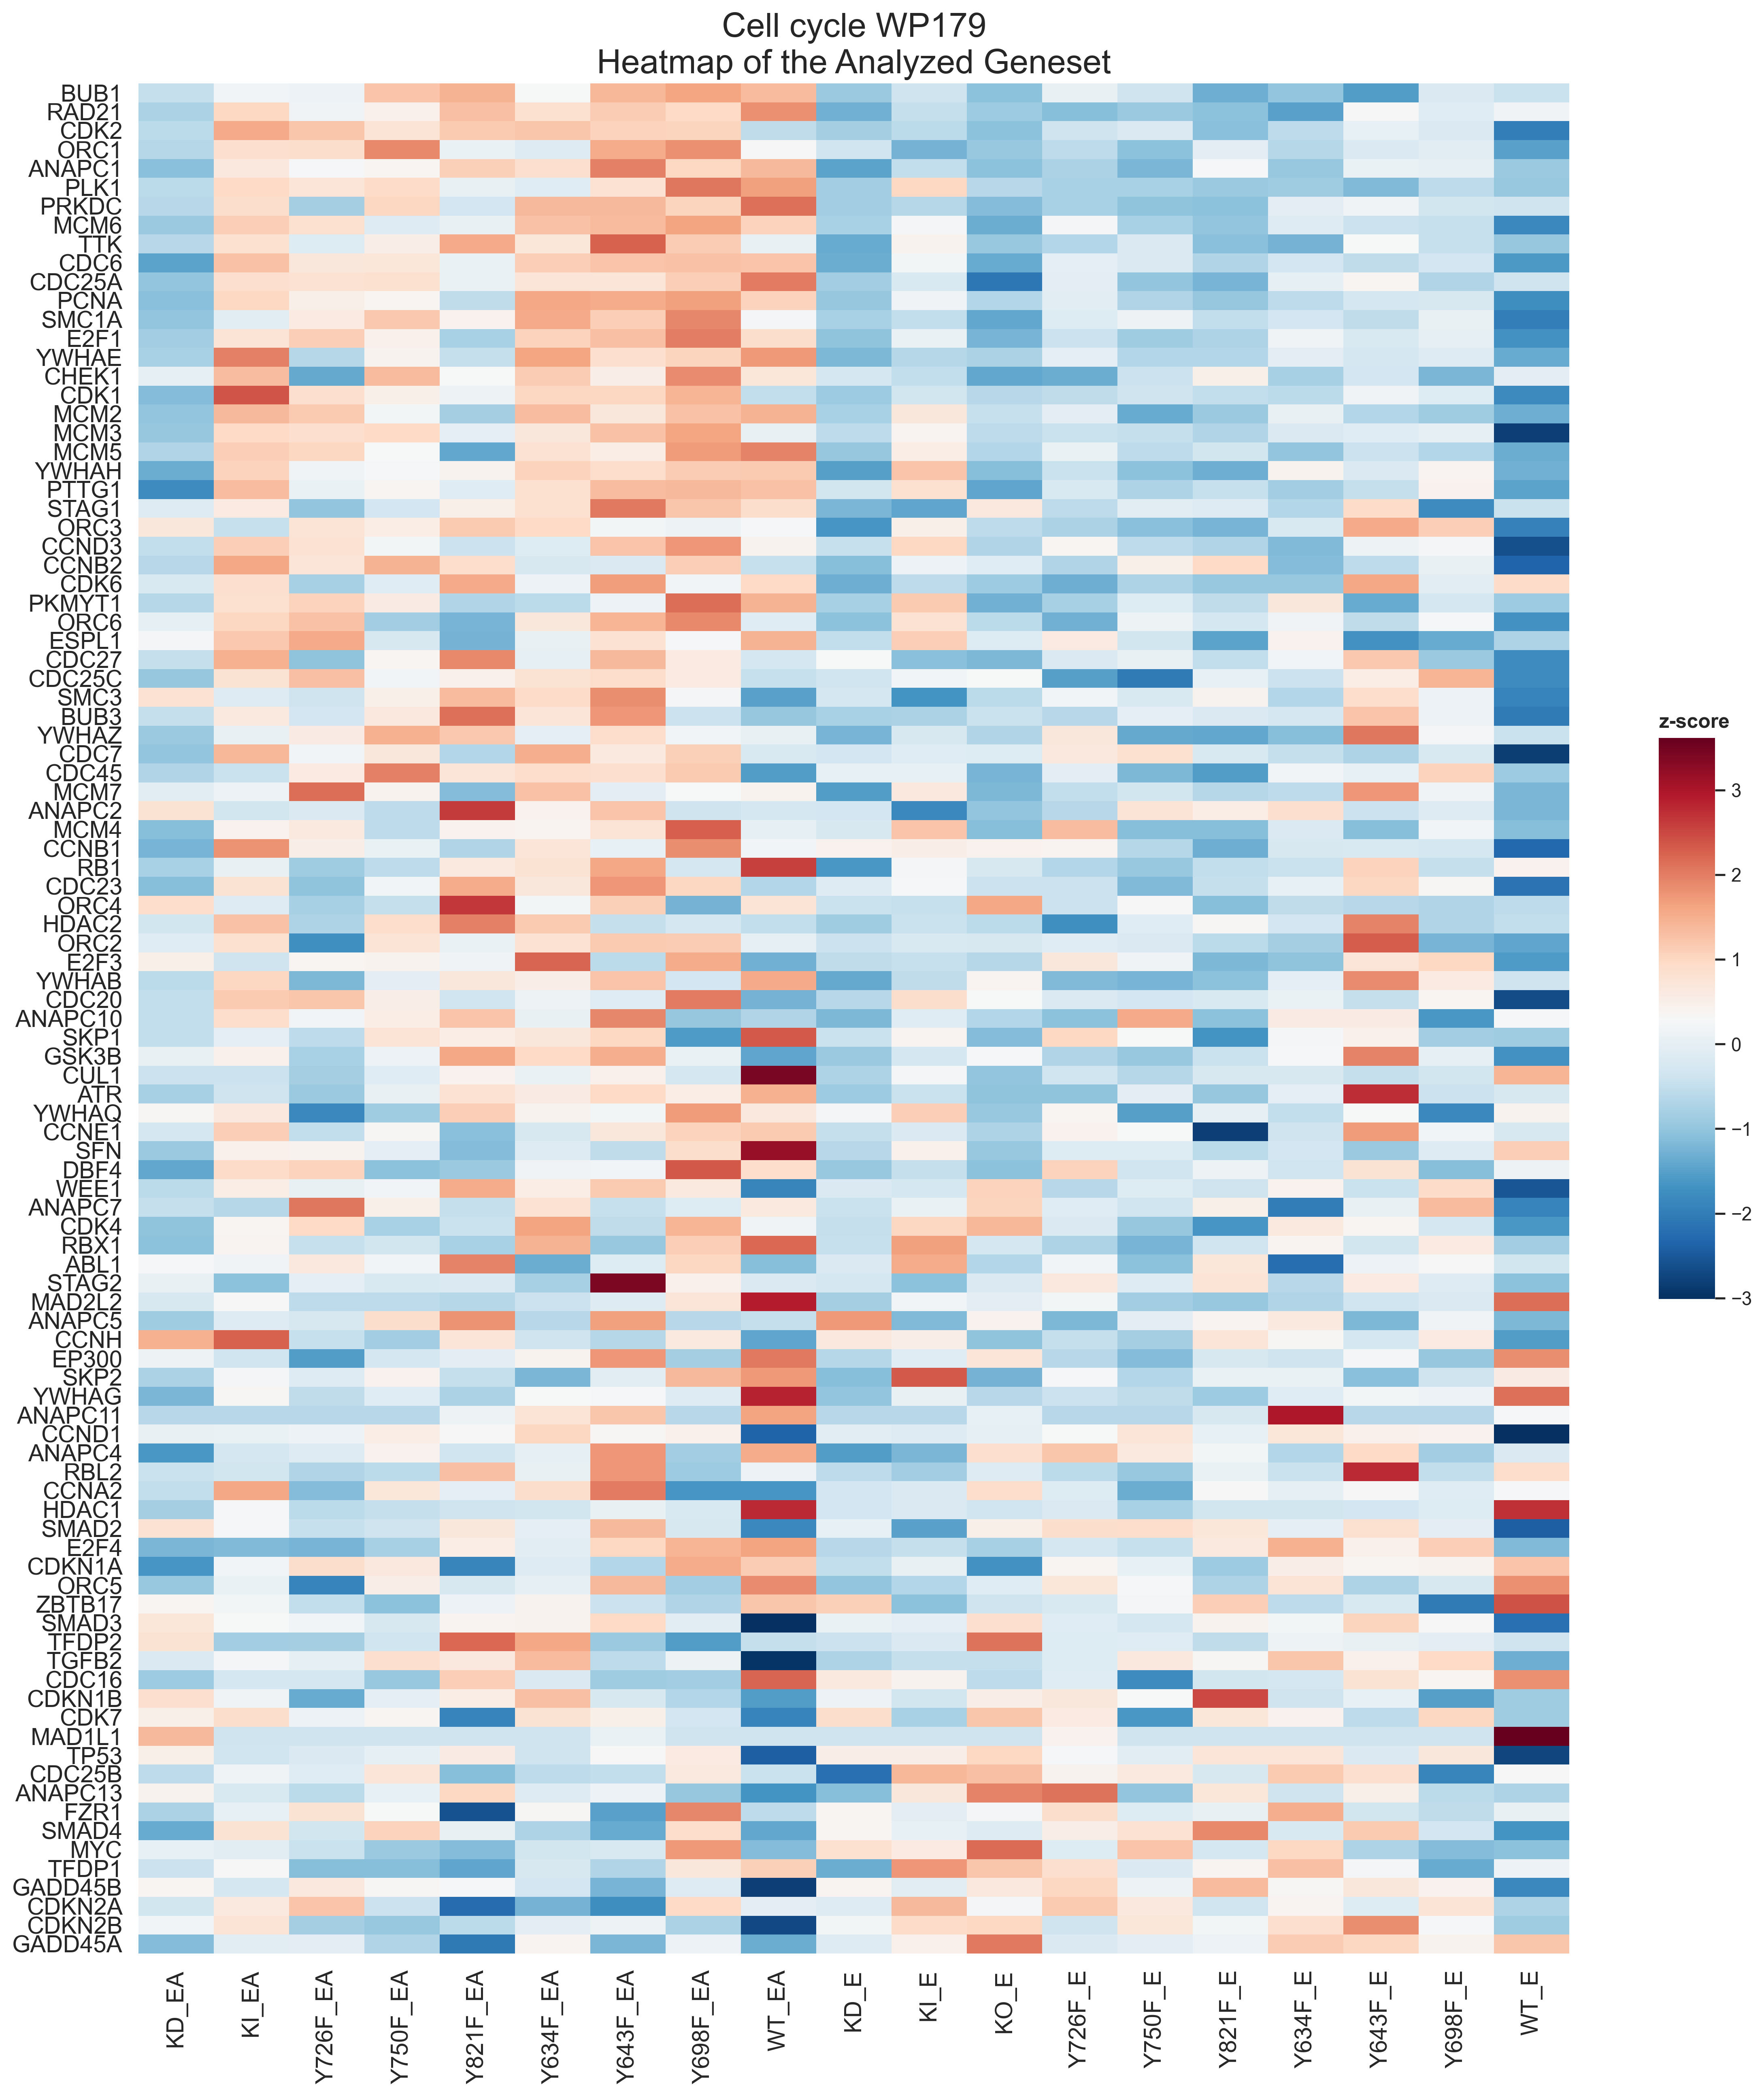 Cell cycle WP179
Heatmap of the Analyzed Geneset
BUB1
RAD21
CDK2
ORC1
ANAPC1
PLK1
PRKDC
MCM6
TTK
CDC6
CDC25A
PCNA
SMC1A
E2F1
YWHAE
CHEK1
CDK1
MCM2
MCM3
MCM5
YWHAH
PTTG1
STAG1
ORC3
CCND3
CCNB2
CDK6
PKMYT1
ORC6
ESPL1
CDC27
CDC25C
SMC3
BUB3
YWHAZ
CDC7
CDC45
MCM7
ANAPC2
MCM4
CCNB1
RB1
CDC23
ORC4
HDAC2
ORC2
E2F3
YWHAB
CDC20
ANAPC10
SKP1
GSK3B
CUL1
ATR
YWHAQ
CCNE1
SFN
DBF4
WEE1
ANAPC7
CDK4
RBX1
ABL1
STAG2
MAD2L2
ANAPC5
CCNH
EP300
SKP2
YWHAG
ANAPC11
CCND1
ANAPC4
RBL2
CCNA2
HDAC1
SMAD2
E2F4
CDKN1A
ORC5
ZBTB17
SMAD3
TFDP2
TGFB2
CDC16
CDKN1B
CDK7
MAD1L1
TP53
CDC25B
ANAPC13
FZR1
SMAD4
MYC
TFDP1
GADD45B
CDKN2A
CDKN2B
GADD45A
KD_EA
KI_EA
Y726F_EA
Y750F_EA
Y821F_EA
Y634F_EA
Y643F_EA
Y698F_EA
WT_EA
KD_E
KI_E
KO_E
Y726F_E
Y750F_E
Y821F_E
Y634F_E
Y643F_E
Y698F_E
WT_E
z-score
3
2
1
0
−1
−2
−3